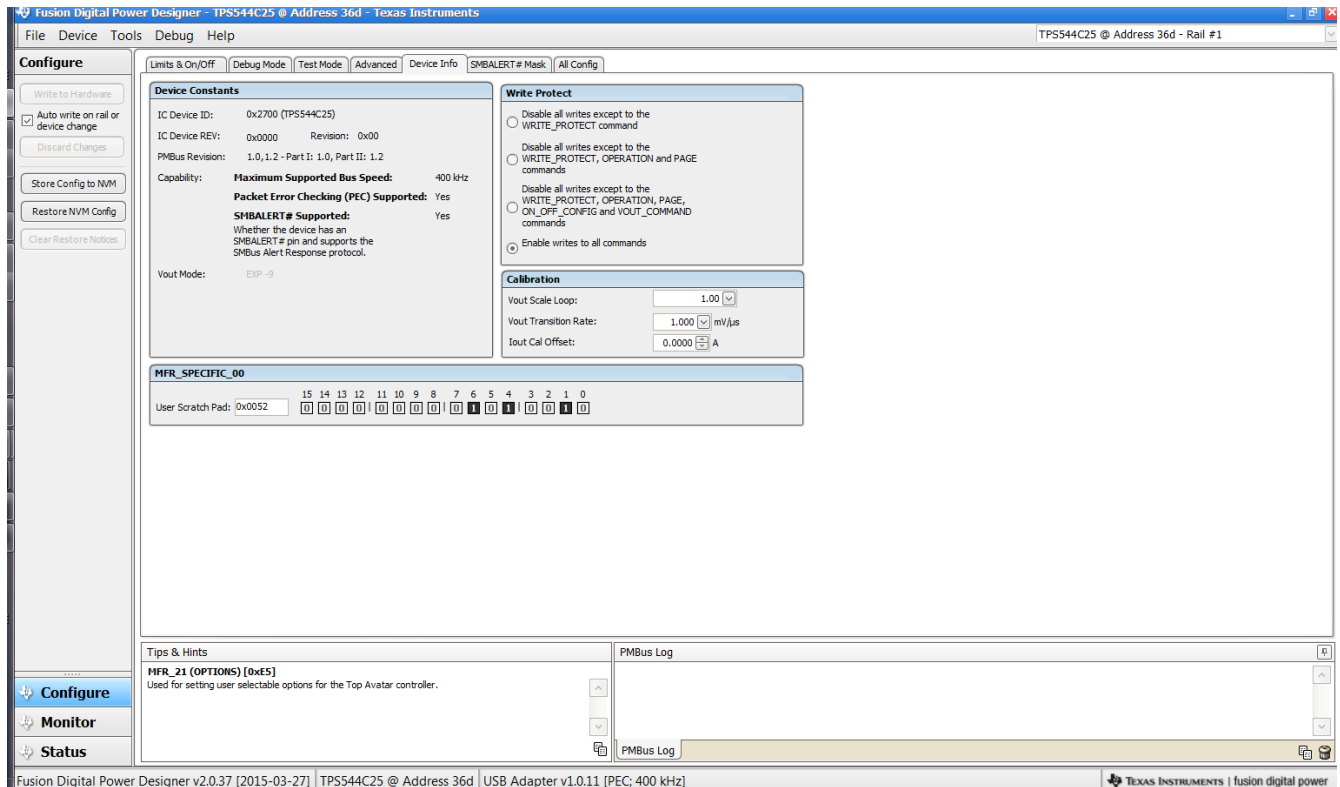 Fusion Digital Power Designer - TPS544C25 @ Address 36d - Texas Instruments
File Device Tools Debug Help
TPS544C25 @ Address 36d - Rail #1
Configure
Limits & On/Off Debug Mode Test Mode Advanced Device Info SMBALERT# Mask All Config
Write to Hardware
Auto write on rail or
device change
Discard Changes
Store Config to NVM
Restore NVM Config
Clear Restore Notices
Device Constants
IC Device ID: 0x2700 (TPS544C25)
IC Device REV: 0x0000 Revision: 0x00
PMBus Revision: 1.0,1.2 - Part I: 1.0, Part II: 1.2
Capability: Maximum Supported Bus Speed: 400 kHz
Packet Error Checking (PEC) Supported: Yes
SMBALERT# Supported: Yes
Whether the device has an
SMBALERT# pin and supports the
SMBus Alert Response protocol.
Vout Mode: EXP -9
Write Protect
Disable all writes except to the
WRITE_PROTECT command
Disable all writes except to the
WRITE_PROTECT, OPERATION and PAGE
commands
Disable all writes except to the
WRITE_PROTECT, OPERATION, PAGE,
ON_OFF_CONFIG and VOUT_COMMAND
commands
Enable writes to all commands
Calibration
Vout Scale Loop: 1.00
Vout Transition Rate: 1.000 mV/µs
Iout Cal Offset: 0.0000 A
MFR_SPECIFIC_00
15 14 13 12 11 10 9 8 7 6 5 4 3 2 1 0
User Scratch Pad: 0x0052 0 0 0 0 0 0 0 0 0 1 0 1 0 0 1 0
Tips & Hints
MFR_21 (OPTIONS) [0xE5]
Used for setting user selectable options for the Top Avatar controller.
PMBus Log
PMBus Log
Configure
Monitor
Status
Fusion Digital Power Designer v2.0.37 [2015-03-27] TPS544C25 @ Address 36d USB Adapter v1.0.11 [PEC; 400 kHz]
TEXAS INSTRUMENTS | fusion digital power